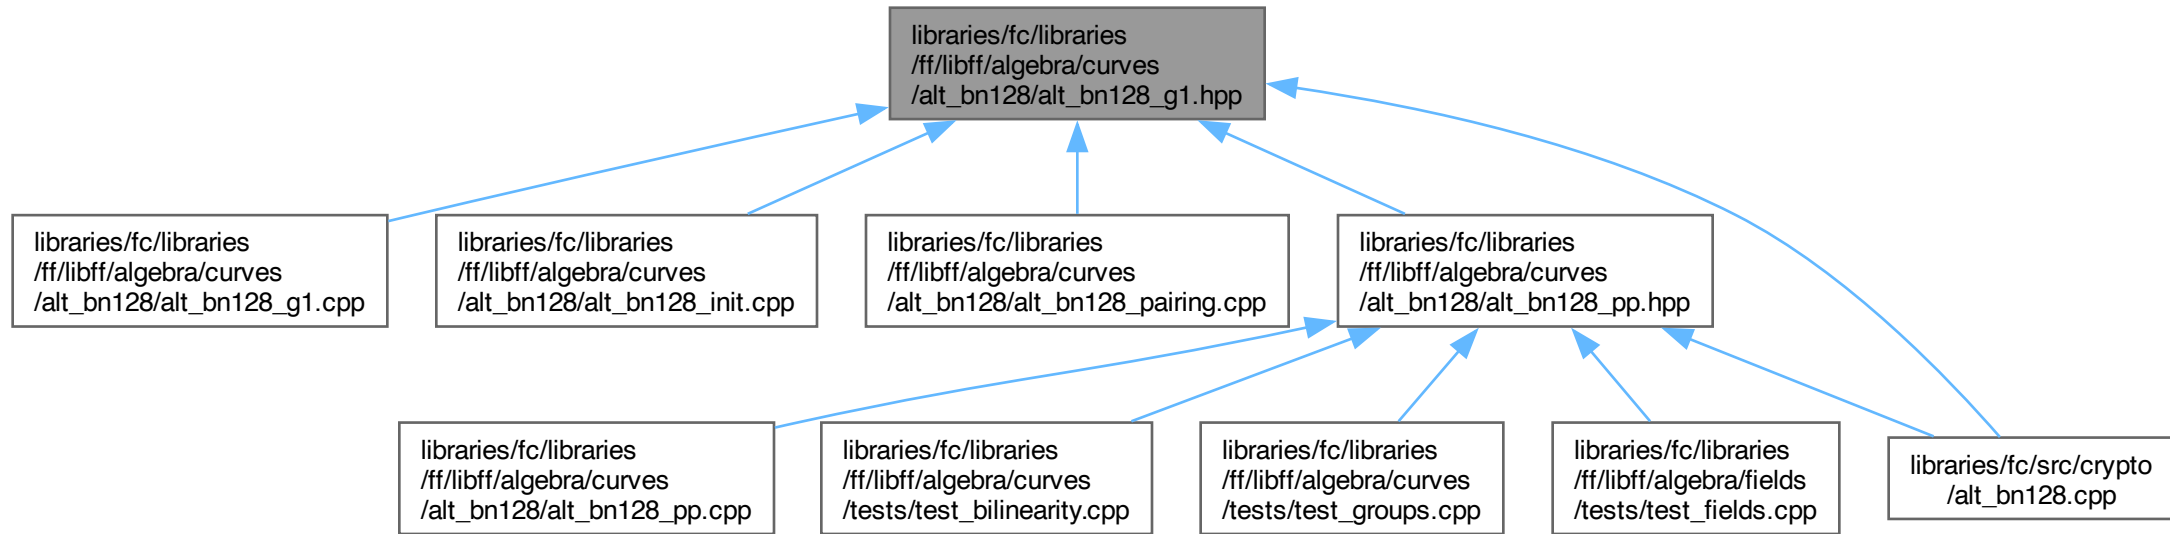 libraries/fc/libraries
/ff/libff/algebra/curves
/alt_bn128/alt_bn128_g1.hpp
libraries/fc/libraries
/ff/libff/algebra/curves
/alt_bn128/alt_bn128_g1.cpp
libraries/fc/libraries
/ff/libff/algebra/curves
/alt_bn128/alt_bn128_init.cpp
libraries/fc/libraries
/ff/libff/algebra/curves
/alt_bn128/alt_bn128_pairing.cpp
libraries/fc/libraries
/ff/libff/algebra/curves
/alt_bn128/alt_bn128_pp.hpp
libraries/fc/libraries
/ff/libff/algebra/curves
/alt_bn128/alt_bn128_pp.cpp
libraries/fc/libraries
/ff/libff/algebra/curves
/tests/test_bilinearity.cpp
libraries/fc/libraries
/ff/libff/algebra/curves
/tests/test_groups.cpp
libraries/fc/libraries
/ff/libff/algebra/fields
/tests/test_fields.cpp
libraries/fc/src/crypto
/alt_bn128.cpp